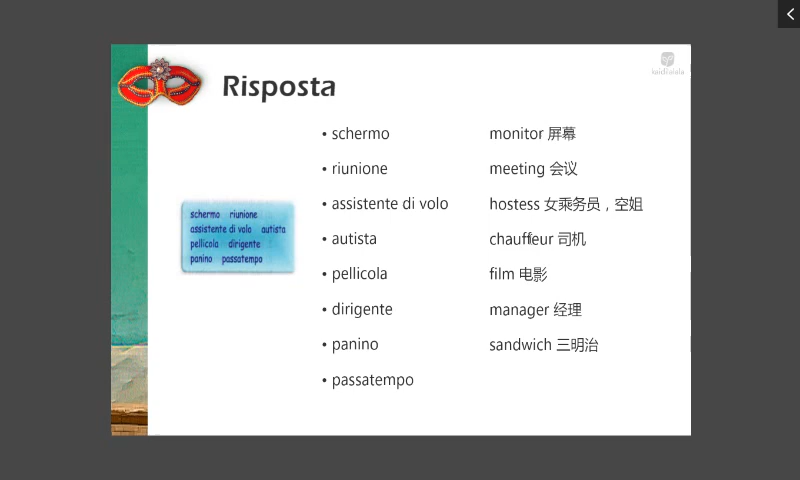 Risposta
schermo riunione
assistente di volo autista
pellicola dirigente
panino passatempo
• schermo monitor 屏幕
• riunione meeting 会议
• assistente di volo hostess 女乘务员，空姐
• autista chauffeur 司机
• pellicola film 电影
• dirigente manager 经理
• panino sandwich 三明治
• passatempo